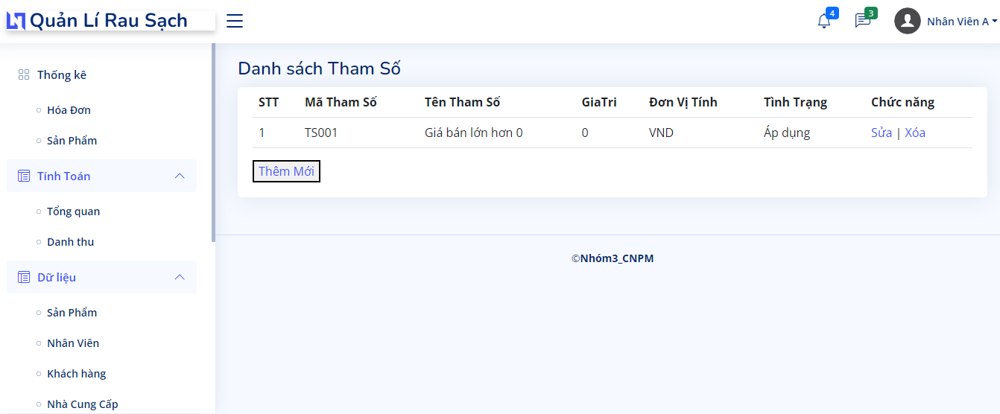 Quản Lí Rau Sạch
4
3
Nhân Viên A
Thống kê
Hóa Đơn
Sản Phẩm
Tính Toán
Tổng quan
Danh thu
Dữ liệu
Sản Phẩm
Nhân Viên
Khách hàng
Nhà Cung Cấp
Danh sách Tham Số
STT Mã Tham Số Tên Tham Số GiaTri Đơn Vị Tính Tình Trạng Chức năng
1 TS001 Giá bán lớn hơn 0 0 VND Áp dụng Sửa | Xóa
Thêm Mới
©Nhóm3_CNPM